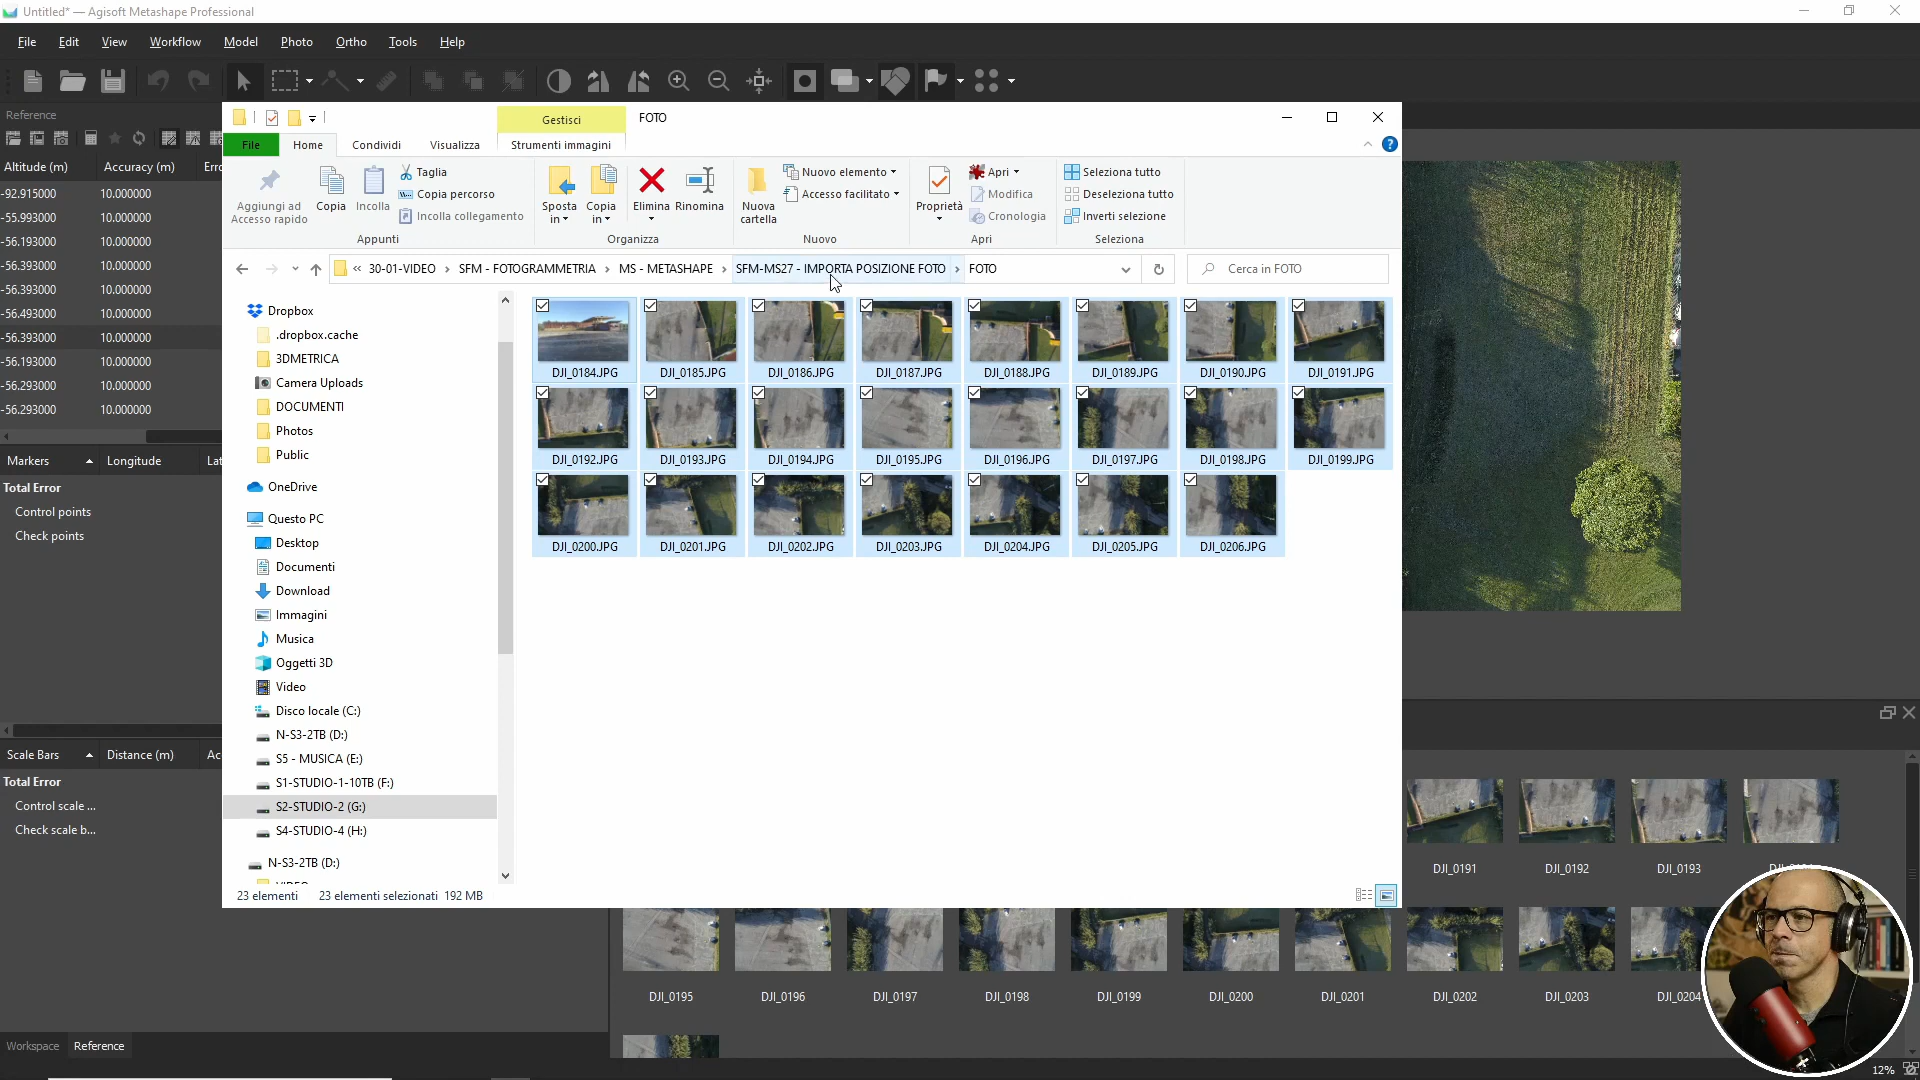 Untitled* — Agisoft Metashape Professional
File Edit View Workflow Model Photo Ortho Tools Help
Reference
Altitude (m) Accuracy (m)
-92.915000 10.000000
-55.993000 10.000000
-56.193000 10.000000
-56.393000 10.000000
-56.393000 10.000000
-56.493000 10.000000
-56.393000 10.000000
-56.193000 10.000000
-56.293000 10.000000
-56.293000 10.000000
Markers Longitude
Total Error
Control points
Check points
Scale Bars Distance (m)
Total Error
Control scale ...
Check scale b...
Workspace Reference
Gestisci FOTO
File Home Condividi Visualizza Strumenti immagini
Aggiungi ad
Accesso rapido
Copia
Incolla
Taglia
Copia percorso
Incolla collegamento
Appunti
Sposta
in
Copia
in
Elimina
Rinomina
Organizza
Nuova
cartella
Nuovo elemento
Accesso facilitato
Nuovo
Proprietà
Apri
Modifica
Cronologia
Apri
Seleziona tutto
Deseleziona tutto
Inverti selezione
Seleziona
« 30-01-VIDEO › SFM - FOTOGRAMMETRIA › MS - METASHAPE › SFM-MS27 - IMPORTA POSIZIONE FOTO › FOTO
Cerca in FOTO
Dropbox
.dropbox.cache
3DMETRICA
Camera Uploads
DOCUMENTI
Photos
Public
OneDrive
Questo PC
Desktop
Documenti
Download
Immagini
Musica
Oggetti 3D
Video
Disco locale (C:)
N-S3-2TB (D:)
S5 - MUSICA (E:)
S1-STUDIO-1-10TB (F:)
S2-STUDIO-2 (G:)
S4-STUDIO-4 (H:)
N-S3-2TB (D:)
DJI_0184.JPG DJI_0185.JPG DJI_0186.JPG DJI_0187.JPG DJI_0188.JPG DJI_0189.JPG DJI_0190.JPG DJI_0191.JPG
DJI_0192.JPG DJI_0193.JPG DJI_0194.JPG DJI_0195.JPG DJI_0196.JPG DJI_0197.JPG DJI_0198.JPG DJI_0199.JPG
DJI_0200.JPG DJI_0201.JPG DJI_0202.JPG DJI_0203.JPG DJI_0204.JPG DJI_0205.JPG DJI_0206.JPG
23 elementi 23 elementi selezionati 192 MB
DJI_0191 DJI_0192 DJI_0193
DJI_0195 DJI_0196 DJI_0197 DJI_0198 DJI_0199 DJI_0200 DJI_0201 DJI_0202 DJI_0203 DJI_0204
12%